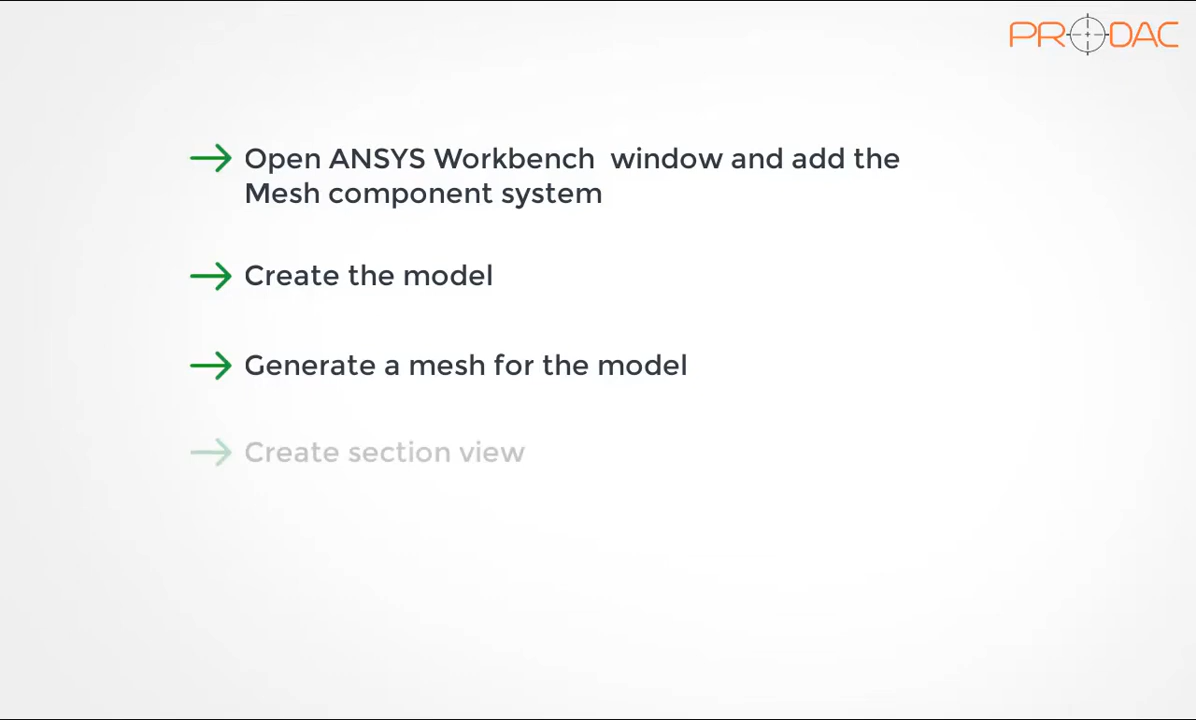 PRODAC
Open ANSYS Workbench window and add the
Mesh component system
Create the model
Generate a mesh for the model
Create section view